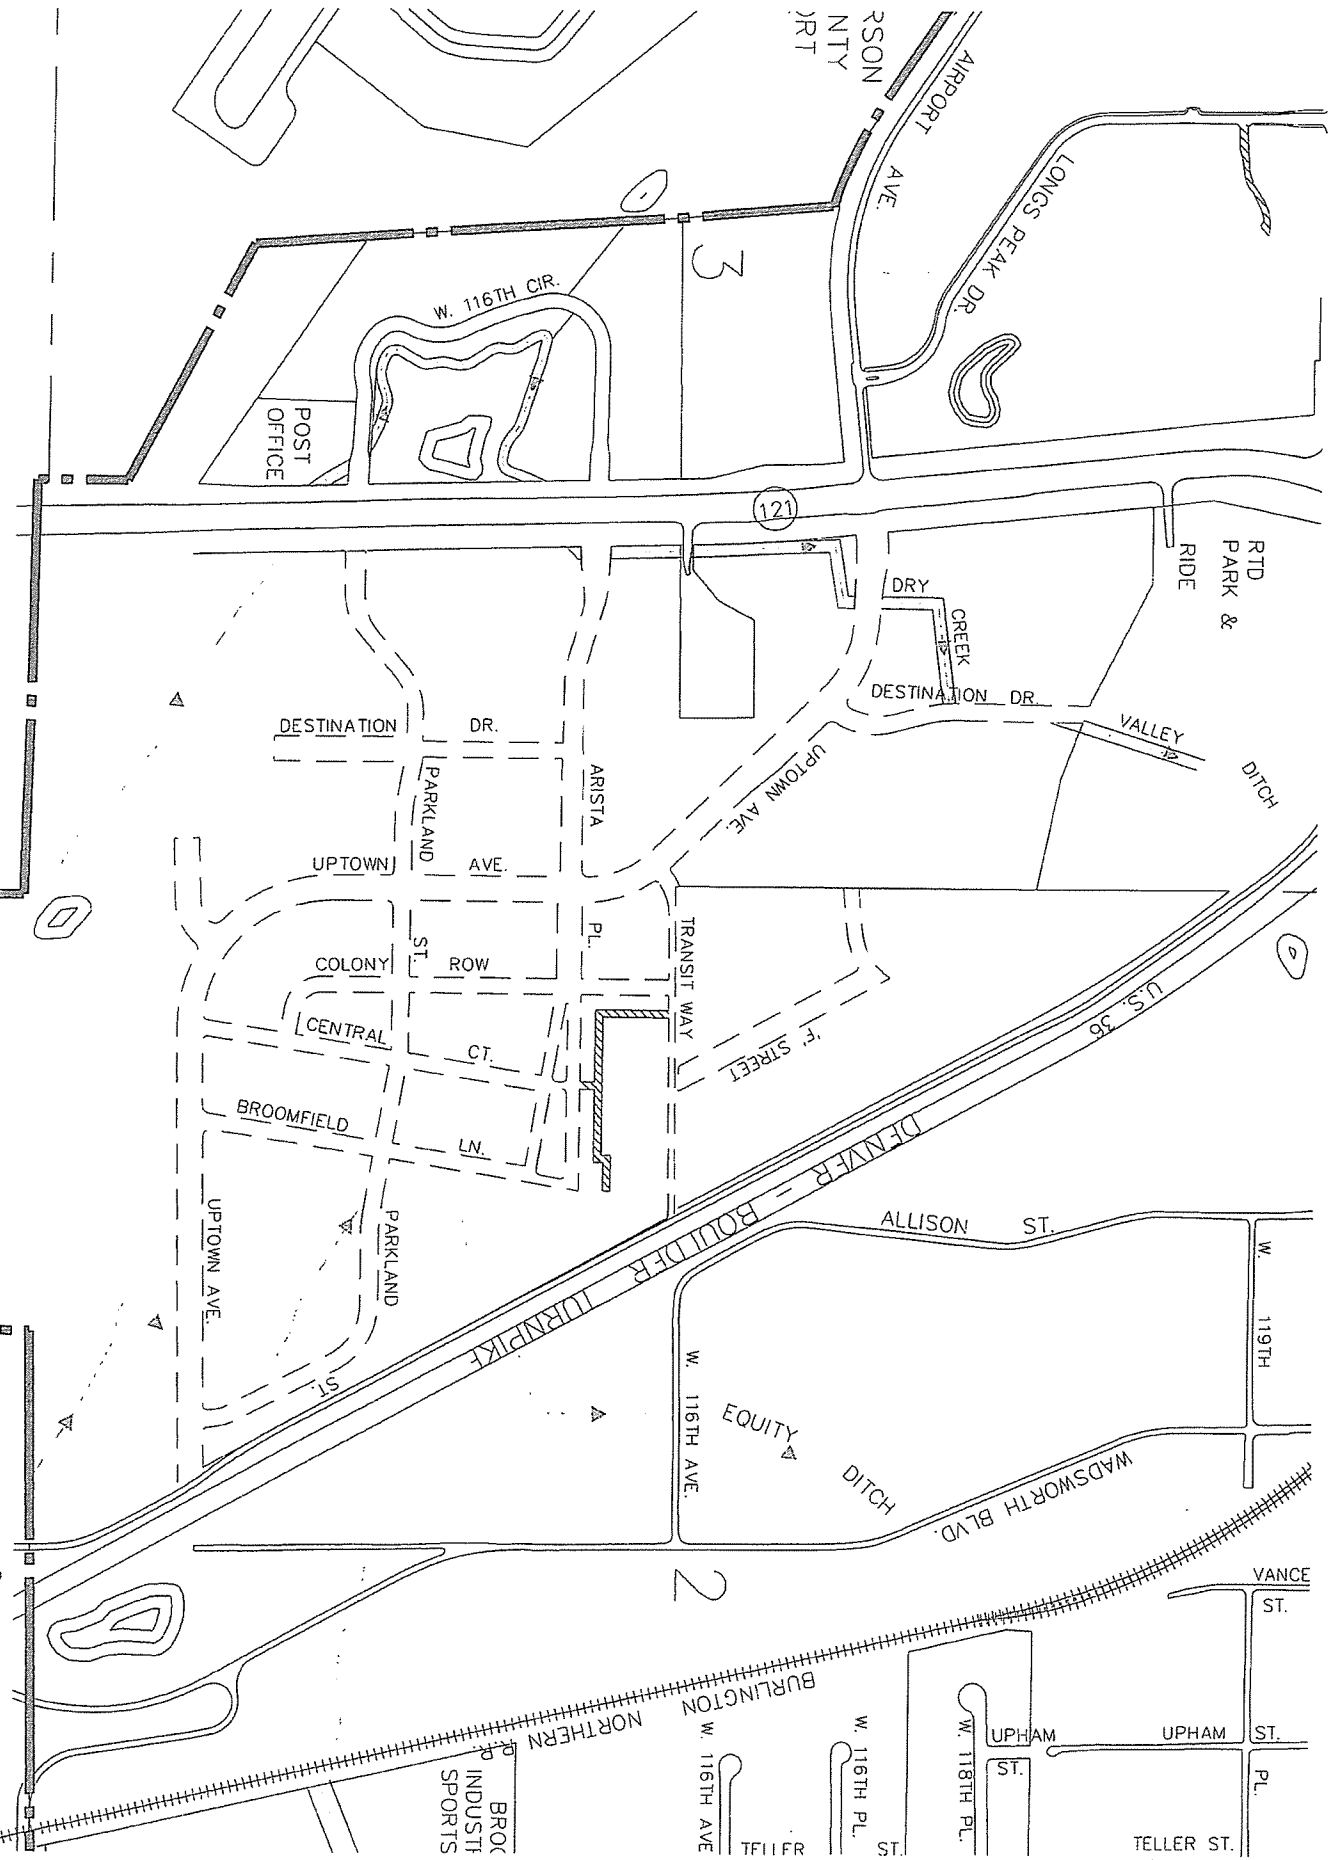 RSON
NTY
ORT
AIRPORT
AVE.
LONGS PEAK DR.
3
W. 116TH CIR.
POST
OFFICE
121
RTD
PARK &
RIDE
DRY
CREEK
DESTINATION DR.
VALLEY
DITCH
DESTINATION DR.
PARKLAND
ST.
ARISTA
PL.
UPTOWN AVE.
UPTOWN AVE.
TRANSIT WAY
COLONY ROW
CENTRAL CT.
'F' STREET
U.S. 36
BROOMFIELD LN.
DENVER - BOULDER TURNPIKE
UPTOWN AVE.
PARKLAND
ST.
ALLISON ST.
W. 119TH
PL.
W. 116TH AVE.
EQUITY
DITCH
WADSWORTH BLVD.
2
VANCE
ST.
BURLINGTON NORTHERN R.R.
UPHAM
ST.
UPHAM ST.
W. 116TH AVE
W. 116TH PL.
W. 118TH PL.
TELLER ST.
TELLER ST.
BROO
INDUSTR
SPORTS